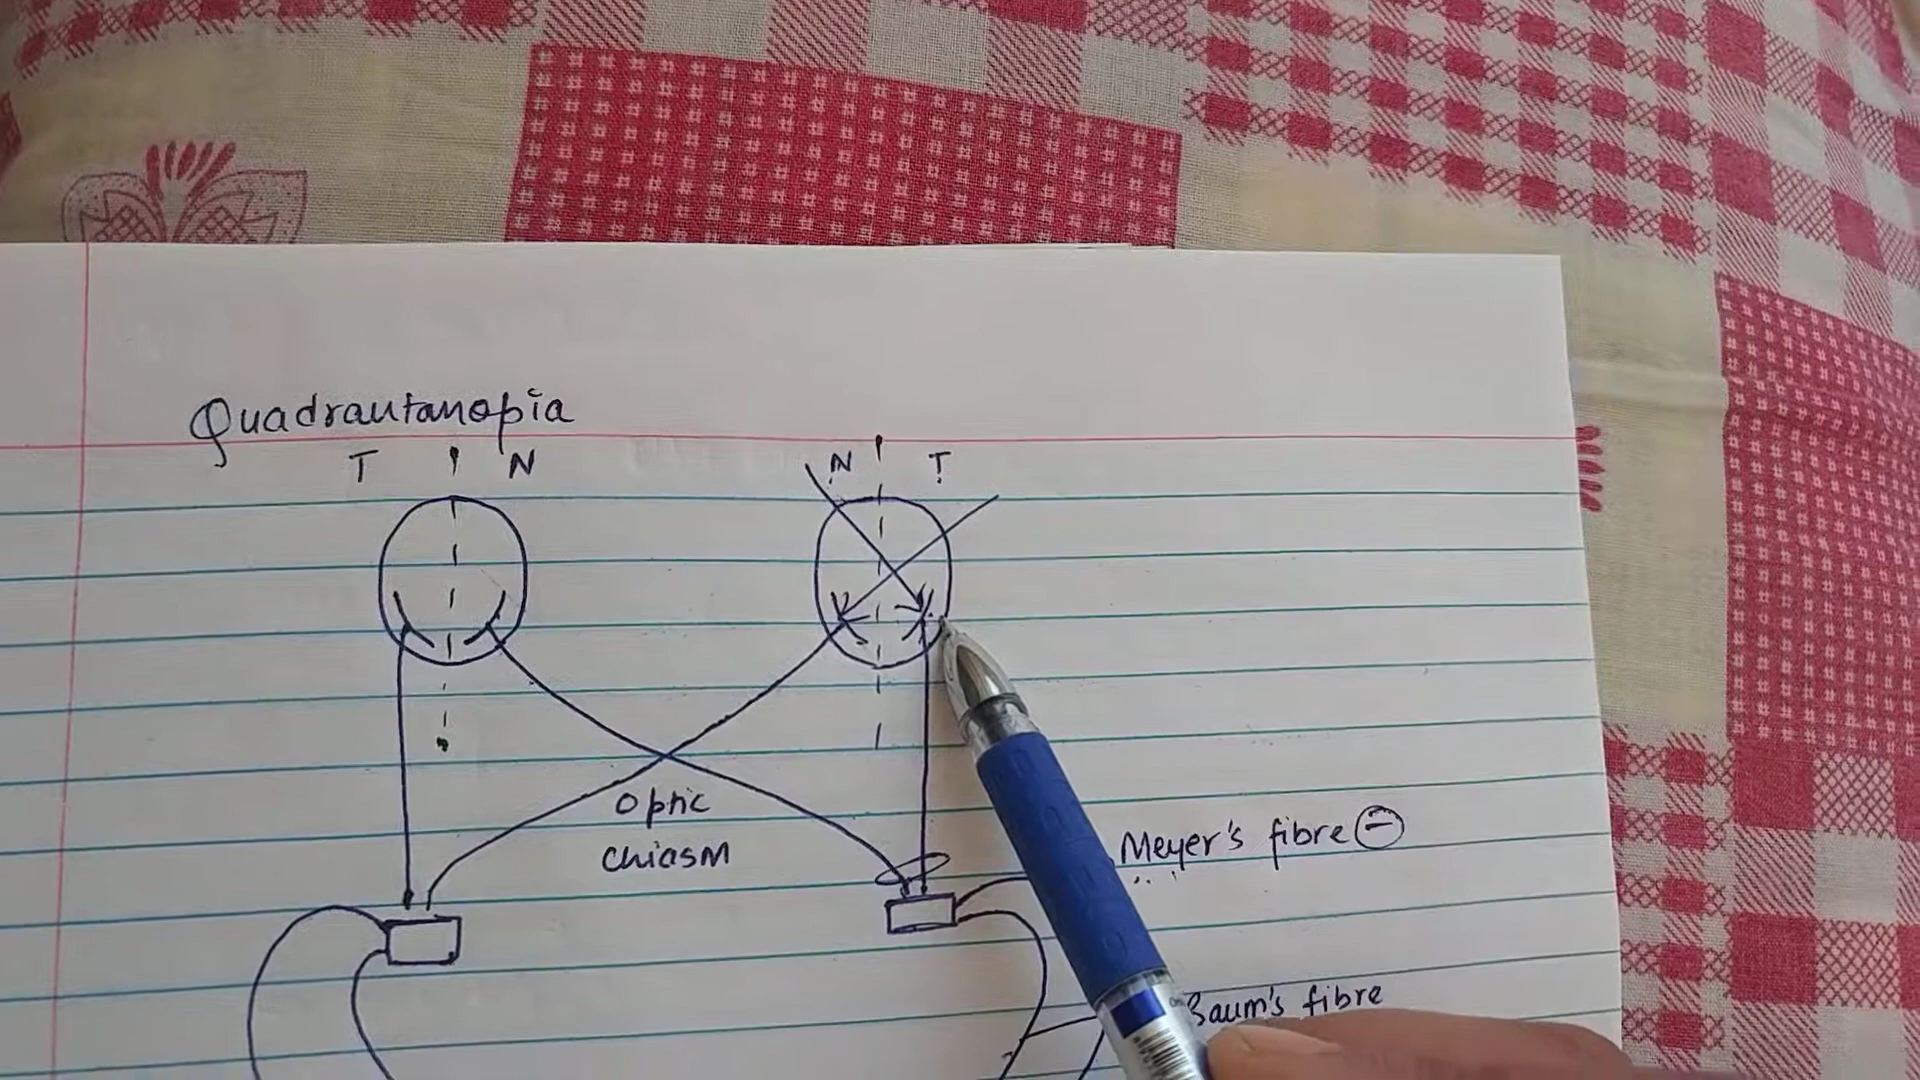 Quadrantanopia
T N N T
Optic
chiasm
Meyer's fibre ⊖
Baum's fibre